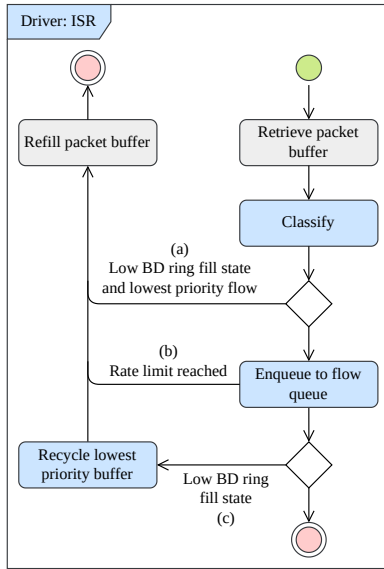 Driver: ISR
Refill packet buffer
Retrieve packet
buffer
Classify
(a)
Low BD ring fill state
and lowest priority flow
(b)
Rate limit reached
Enqueue to flow
queue
Recycle lowest
priority buffer
Low BD ring
fill state
(c)